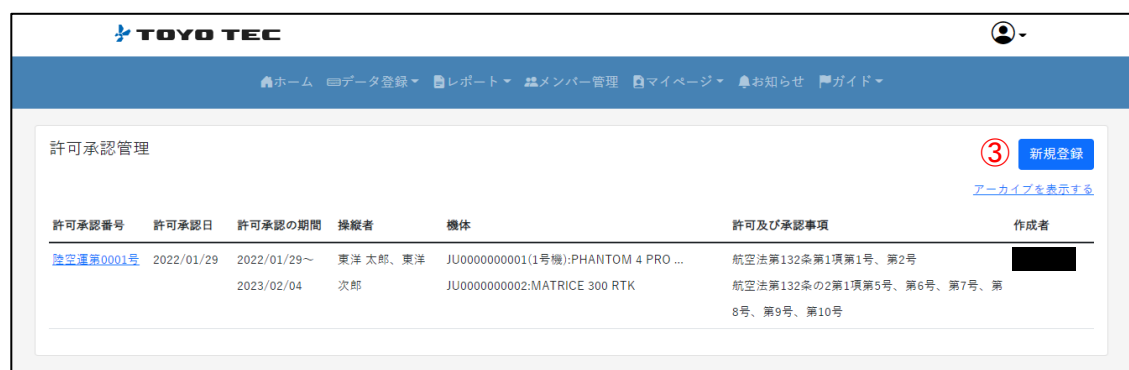 TOYO TEC
ホーム データ登録 レポート メンバー管理 マイページ お知らせ ガイド
許可承認管理
③ 新規登録
アーカイブを表示する
許可承認番号 許可承認日 許可承認の期間 操縦者 機体 許可及び承認事項 作成者
陸空運第0001号 2022/01/29 2022/01/29～ 東洋 太郎、東洋 JU0000000001(1号機):PHANTOM 4 PRO ... 航空法第132条第1項第1号、第2号
2023/02/04 次郎 JU0000000002:MATRICE 300 RTK 航空法第132条の2第1項第5号、第6号、第7号、第
8号、第9号、第10号